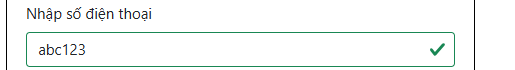 Nhập số điện thoại
abc123